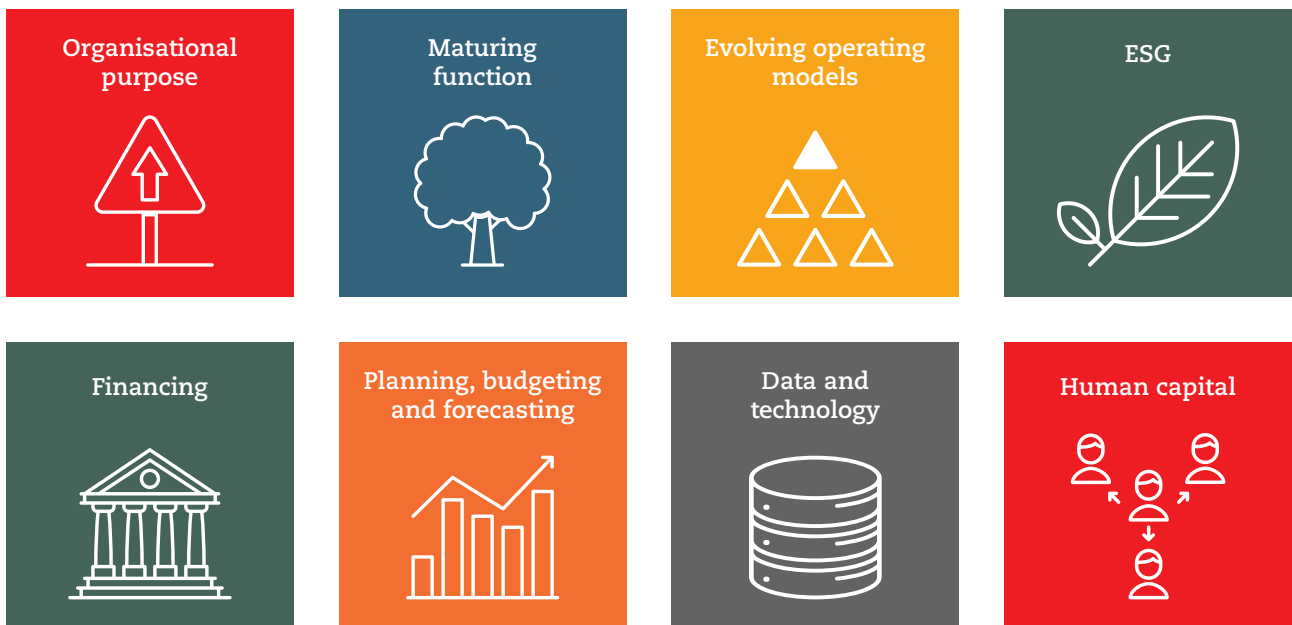 Organisational
purpose
Maturing
function
Evolving operating
models
ESG
Financing
Planning, budgeting
and forecasting
Data and
technology
Human capital